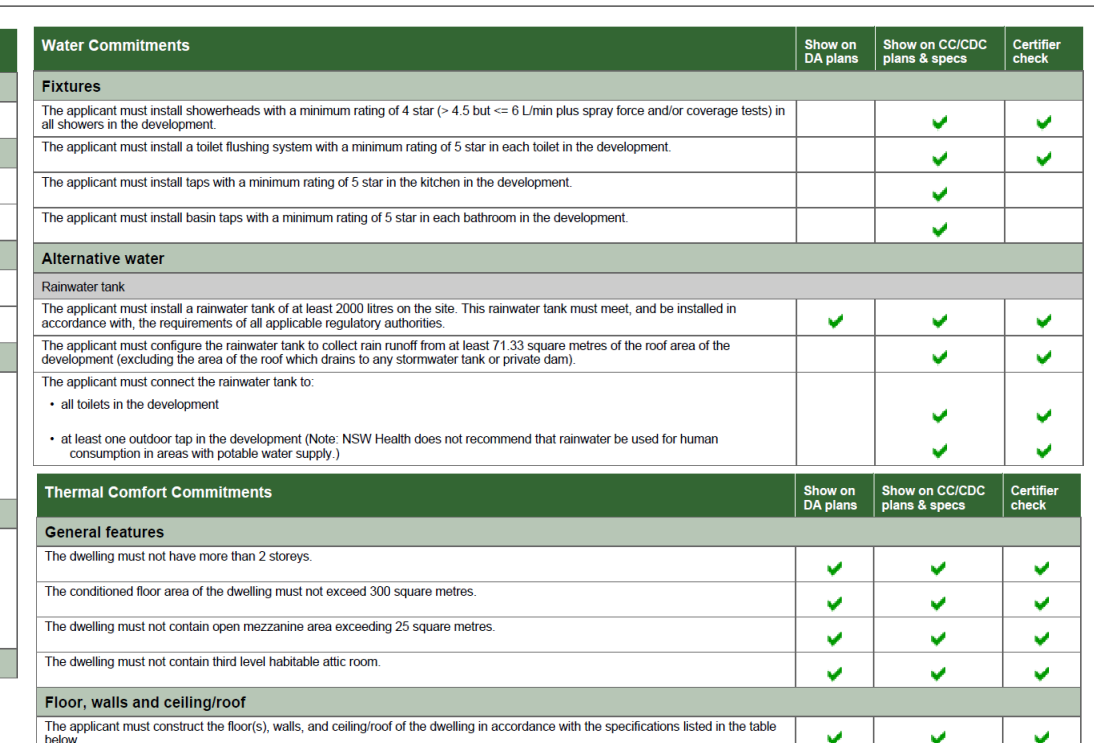 Water Commitments
Show on DA plans
Show on CC/CDC plans & specs
Certifier check
Fixtures
The applicant must install showerheads with a minimum rating of 4 star (> 4.5 but <= 6 L/min plus spray force and/or coverage tests) in
all showers in the development.
The applicant must install a toilet flushing system with a minimum rating of 5 star in each toilet in the development.
The applicant must install taps with a minimum rating of 5 star in the kitchen in the development.
The applicant must install basin taps with a minimum rating of 5 star in each bathroom in the development.
Alternative water
Rainwater tank
The applicant must install a rainwater tank of at least 2000 litres on the site. This rainwater tank must meet, and be installed in
accordance with, the requirements of all applicable regulatory authorities.
The applicant must configure the rainwater tank to collect rain runoff from at least 71.33 square metres of the roof area of the
development (excluding the area of the roof which drains to any stormwater tank or private dam).
The applicant must connect the rainwater tank to:
• all toilets in the development
• at least one outdoor tap in the development (Note: NSW Health does not recommend that rainwater be used for human
consumption in areas with potable water supply.)
Thermal Comfort Commitments
Show on DA plans
Show on CC/CDC plans & specs
Certifier check
General features
The dwelling must not have more than 2 storeys.
The conditioned floor area of the dwelling must not exceed 300 square metres.
The dwelling must not contain open mezzanine area exceeding 25 square metres.
The dwelling must not contain third level habitable attic room.
Floor, walls and ceiling/roof
The applicant must construct the floor(s), walls, and ceiling/roof of the dwelling in accordance with the specifications listed in the table
below.